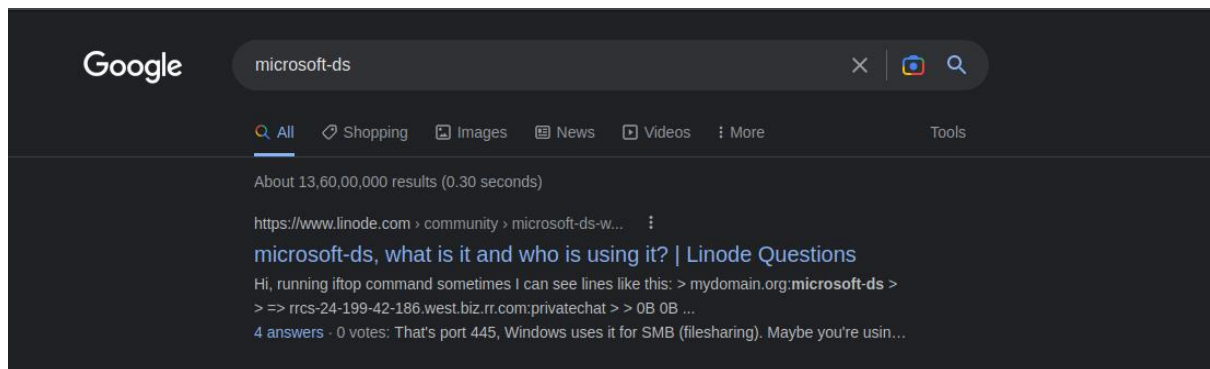 Google microsoft-ds
All Shopping Images News Videos More Tools
About 13,60,00,000 results (0.30 seconds)
https://www.linode.com › community › microsoft-ds-w...
microsoft-ds, what is it and who is using it? | Linode Questions
Hi, running iftop command sometimes I can see lines like this: > mydomain.org:microsoft-ds >
> => rrcs-24-199-42-186.west.biz.rr.com:privatechat > > 0B 0B ...
4 answers · 0 votes: That's port 445, Windows uses it for SMB (filesharing). Maybe you're usin…